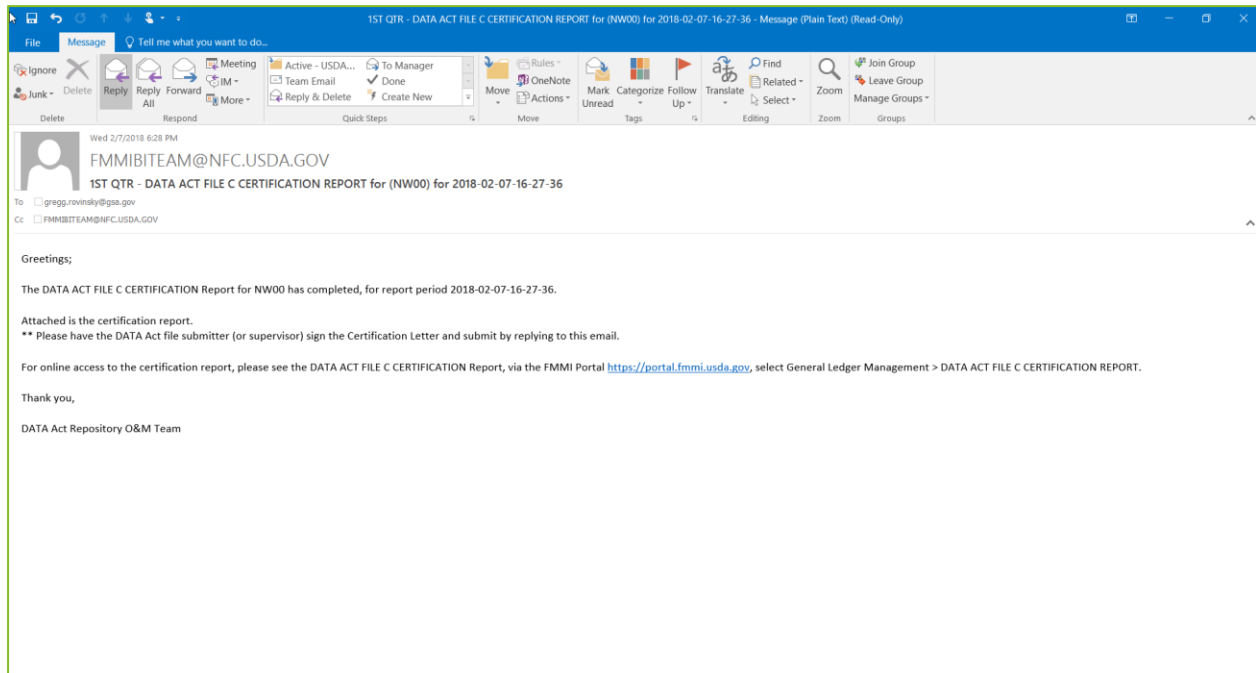 1ST QTR - DATA ACT FILE C CERTIFICATION REPORT for (NW00) for 2018-02-07-16-27-36 - Message (Plain Text) (Read-Only)
File Message Tell me what you want to do...
Ignore
Junk
Delete
Reply
Reply All
Forward
Meeting
IM
More
Active - USDA...
Team Email
Reply & Delete
To Manager
Done
Create New
Move
Rules
OneNote
Actions
Mark Unread
Categorize
Follow Up
Translate
Find
Related
Select
Zoom
Join Group
Leave Group
Manage Groups
Delete Respond Quick Steps Move Tags Editing Zoom Groups
Wed 2/7/2018 6:28 PM
FMMIBITEAM@NFC.USDA.GOV
1ST QTR - DATA ACT FILE C CERTIFICATION REPORT for (NW00) for 2018-02-07-16-27-36
To gregg.rovinsky@gsa.gov
Cc FMMIBITEAM@NFC.USDA.GOV
Greetings;
The DATA ACT FILE C CERTIFICATION Report for NW00 has completed, for report period 2018-02-07-16-27-36.
Attached is the certification report.
** Please have the DATA Act file submitter (or supervisor) sign the Certification Letter and submit by replying to this email.
For online access to the certification report, please see the DATA ACT FILE C CERTIFICATION Report, via the FMMI Portal https://portal.fmmi.usda.gov, select General Ledger Management > DATA ACT FILE C CERTIFICATION REPORT.
Thank you,
DATA Act Repository O&M Team